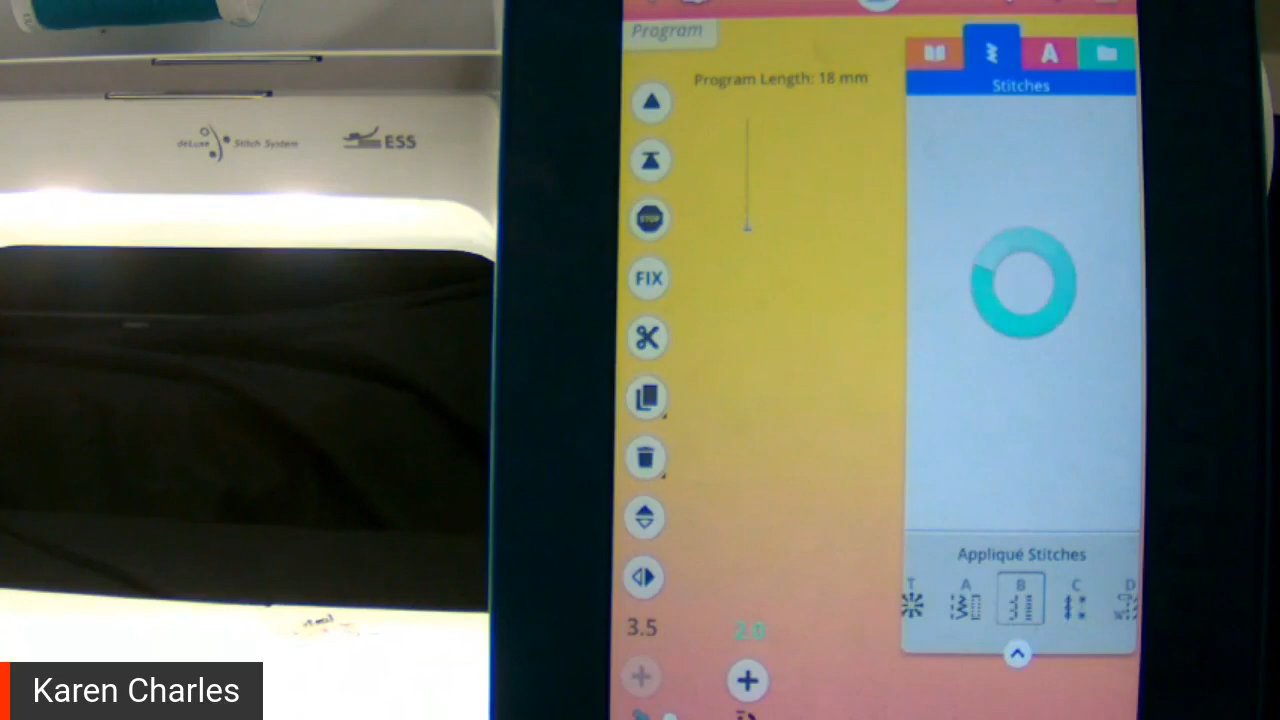 Program
Program Length: 18 mm
A
Stitches
deLuxe Stitch System
ESS
STOP
FIX
Appliqué Stitches
T A B C D
3.5
2.0
Karen Charles